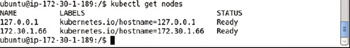 ubuntu@ip-172-30-1-189:/$ kubectl get nodes
NAME LABELS STATUS
127.0.0.1 kubernetes.io/hostname=127.0.0.1 Ready
172.30.1.66 kubernetes.io/hostname=172.30.1.66 Ready
ubuntu@ip-172-30-1-189:/$